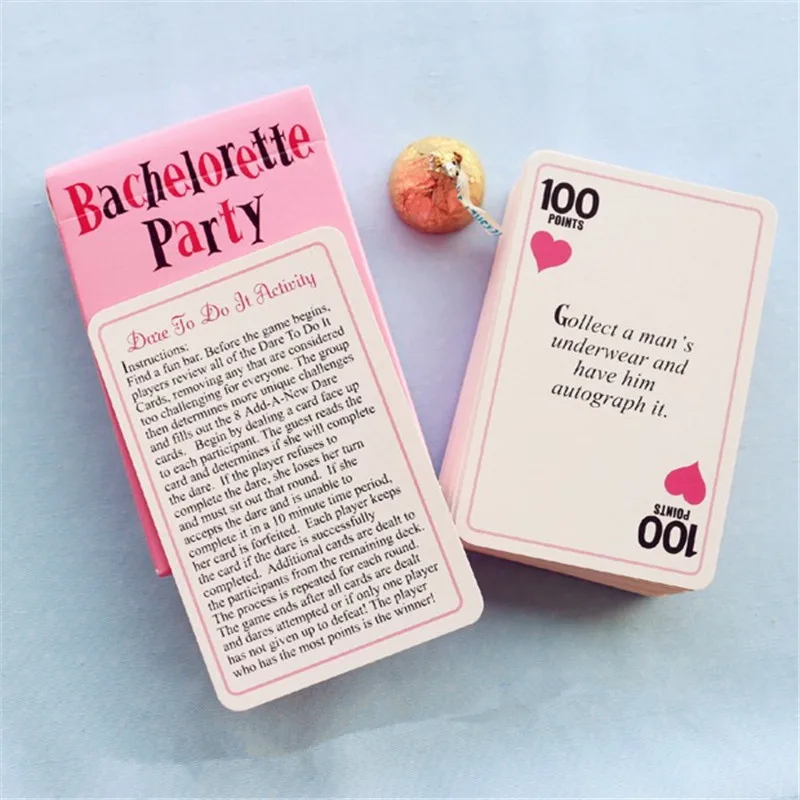 Bachelorette
Party
Dare To Do It Activity
Instructions:
Find a fun bar. Before the game begins,
players review all of the Dare To Do It
Cards, removing any that are considered
too challenging for everyone. The group
then determines more unique challenges
and fills out the 8 Add-A-New Dare
cards. Begin by dealing a card face up
to each participant. The guest reads the
card and determines if she will complete
the dare. If the player refuses to
complete the dare, she loses her turn
and must sit out that round. If she
accepts the dare and is unable to
complete it in a 10 minute time period,
her card is forfeited. Each player keeps
the card if the dare is successfully
completed. Additional cards are dealt to
the participants from the remaining deck.
The process is repeated for each round.
The game ends after all cards are dealt
and dares attempted or if only one player
has not given up to defeat! The player
who has the most points is the winner!
100
POINTS
Gollect a man's
underwear and
have him
autograph it.
100
POINTS